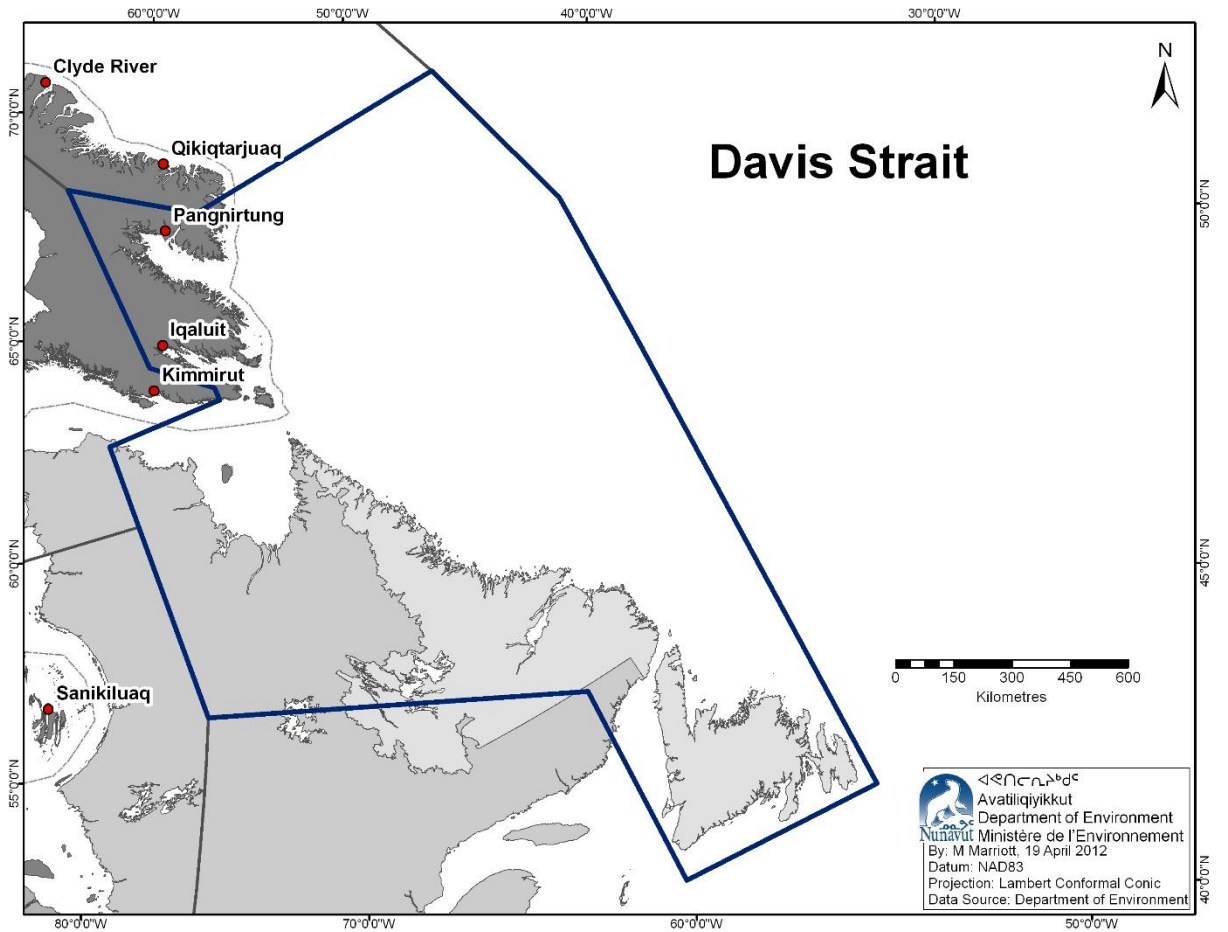 60°0'0"W 50°0'0"W 40°0'0"W 30°0'0"W
N
Clyde River
70°0'0"N
Davis Strait
Qikiqtarjuaq
50°0'0"N
Pangnirtung
Iqaluit
65°0'0"N
Kimmirut
60°0'0"N
45°0'0"N
0 150 300 450 600
Kilometres
Sanikiluaq
55°0'0"N
ᐊᕙᑎᓕᕆᔨᒃᑯᑦ
Avatiliqiyikkut
Department of Environment
ᓄᓇᕗᑦ
Nunavut
Ministère de l'Environnement
By: M Marriott, 19 April 2012
Datum: NAD83
Projection: Lambert Conformal Conic
Data Source: Department of Environment
40°0'0"N
80°0'0"W 70°0'0"W 60°0'0"W 50°0'0"W